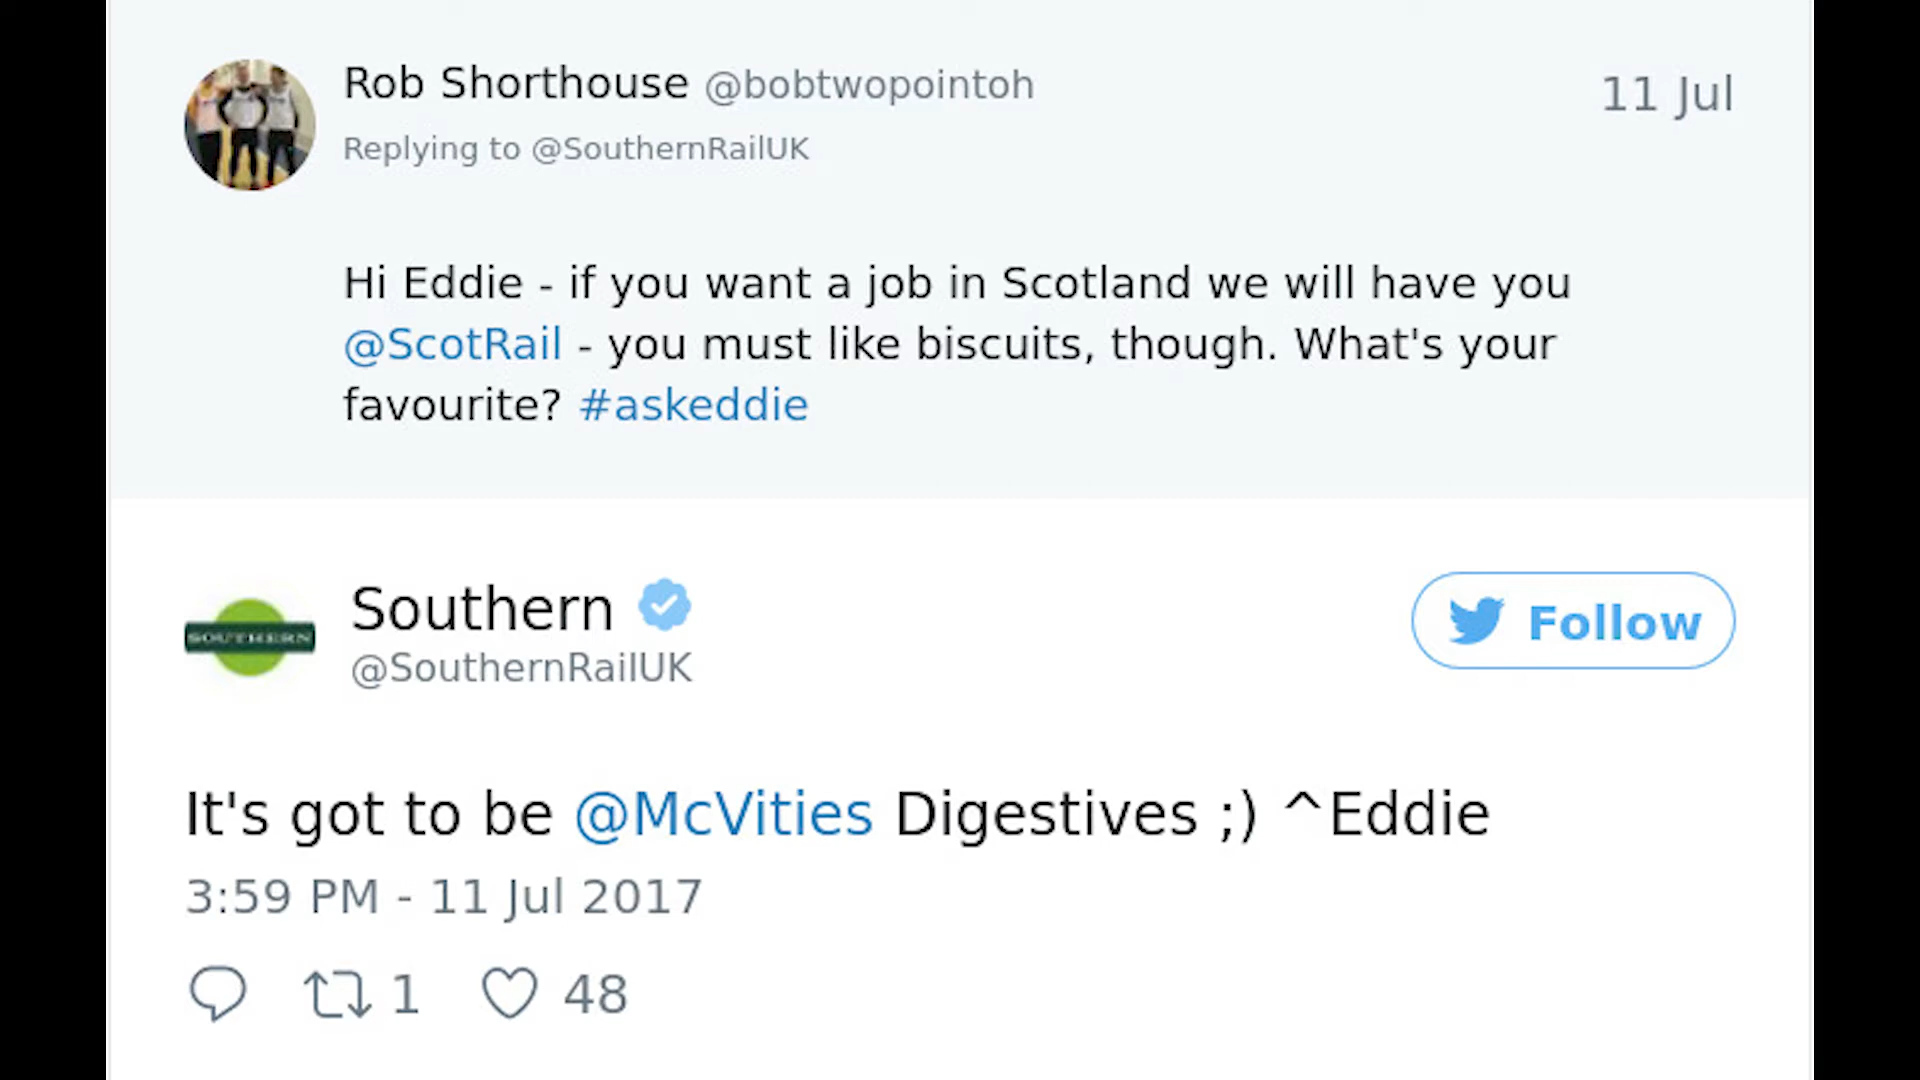 Rob Shorthouse @bobtwopointoh
11 Jul
Replying to @SouthernRailUK
Hi Eddie - if you want a job in Scotland we will have you
@ScotRail - you must like biscuits, though. What's your
favourite? #askeddie
SOUTHERN
Southern
@SouthernRailUK
Follow
It's got to be @McVities Digestives ;) ^Eddie
3:59 PM - 11 Jul 2017
1 48